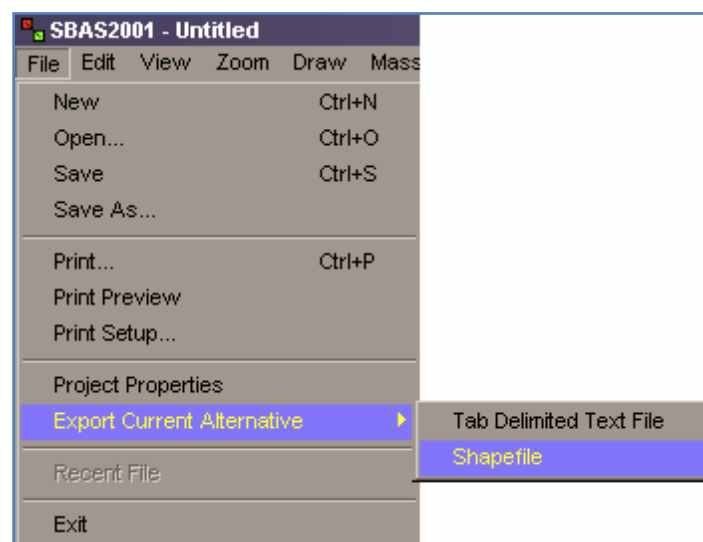 SBAS2001 - Untitled
File Edit View Zoom Draw Mass
New Ctrl+N
Open... Ctrl+O
Save Ctrl+S
Save As...
Print... Ctrl+P
Print Preview
Print Setup...
Project Properties
Export Current Alternative
Tab Delimited Text File
Shapefile
Recent File
Exit